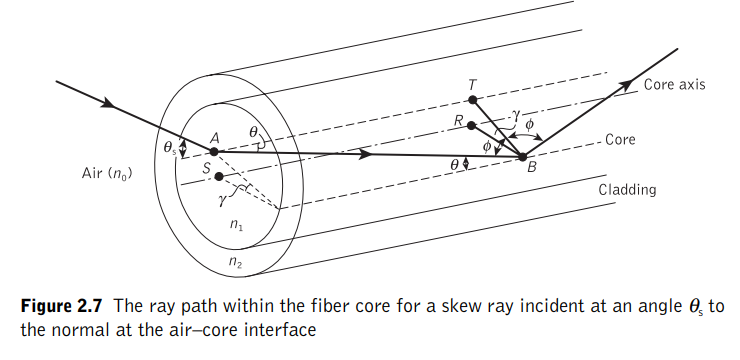 T
Core axis
γ
ϕ
R
A
θ
θs
ϕ
Core
S
Air (n0)
θ
B
Cladding
γ
n1
n2
Figure 2.7 The ray path within the fiber core for a skew ray incident at an angle θs to
the normal at the air–core interface